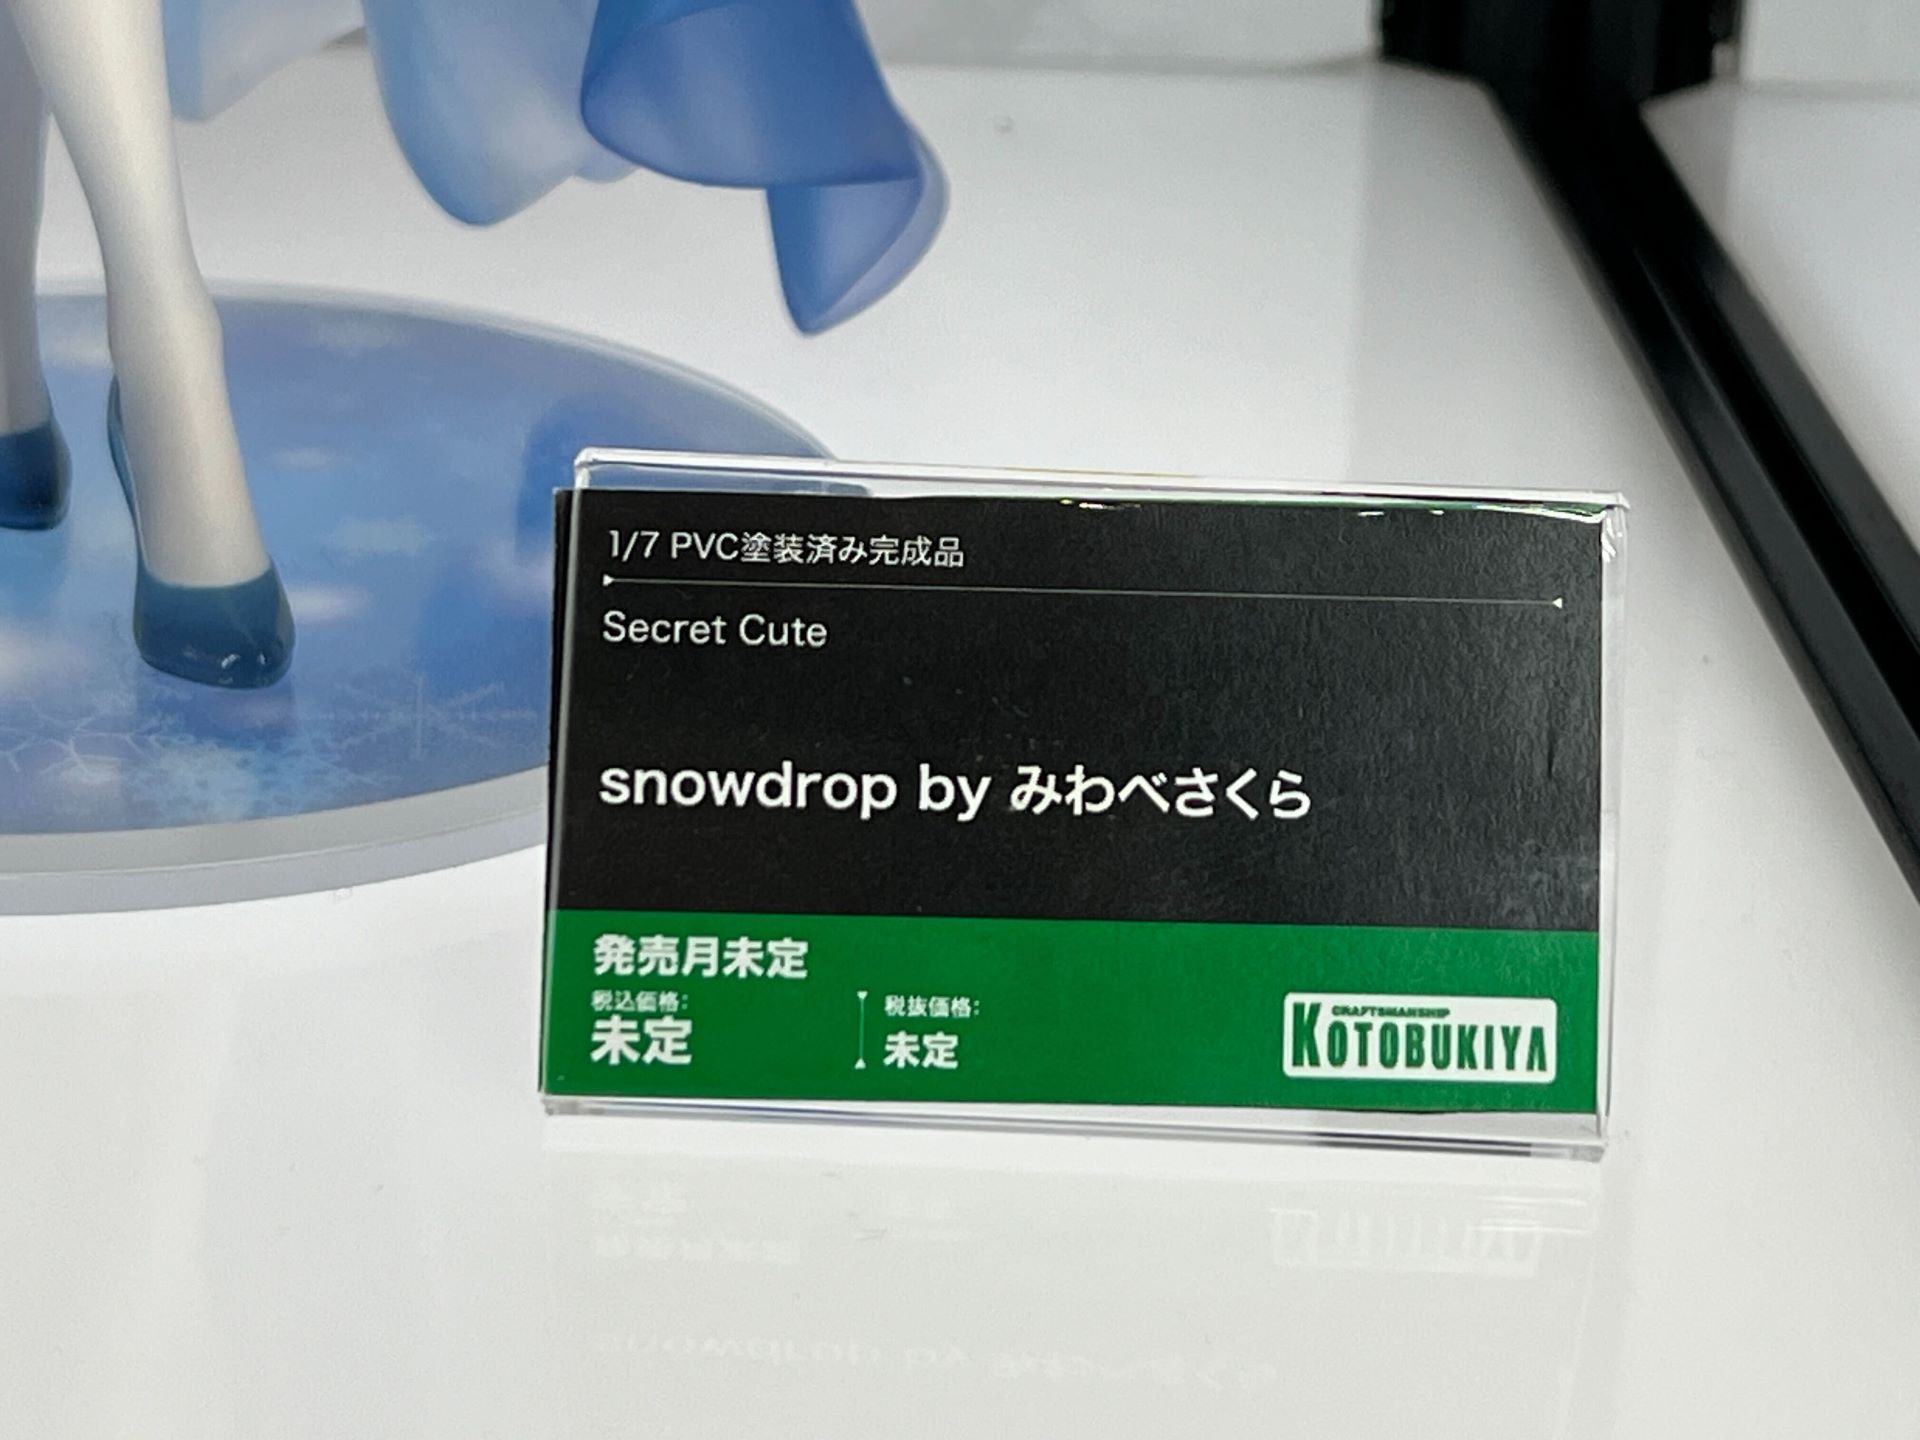 1/7 PVC塗装済み完成品
Secret Cute
snowdrop by みわべさくら
発売月未定
税込価格:
未定
税抜価格:
未定
CRAFTSMANSHIP
KOTOBUKIYA